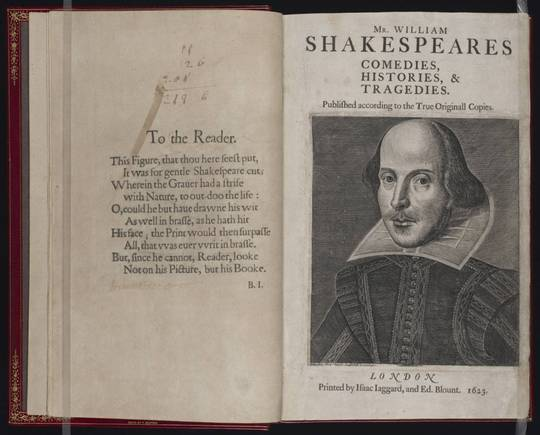 To the Reader.
This Figure, that thou here seest put,
It was for gentle Shakespeare cut;
Wherein the Grauer had a strife
with Nature, to out-doo the life :
O, could he but haue drawne his wit
As well in brasse, as he hath hit
His face ; the Print would then surpasse
All, that vvas euer vvrit in brasse.
But, since he cannot, Reader, looke
Not on his Picture, but his Booke.
B. I.
Mr. WILLIAM
SHAKESPEARES
COMEDIES,
HISTORIES, &
TRAGEDIES.
Published according to the True Originall Copies.
LONDON
Printed by Isaac Iaggard, and Ed. Blount. 1623.